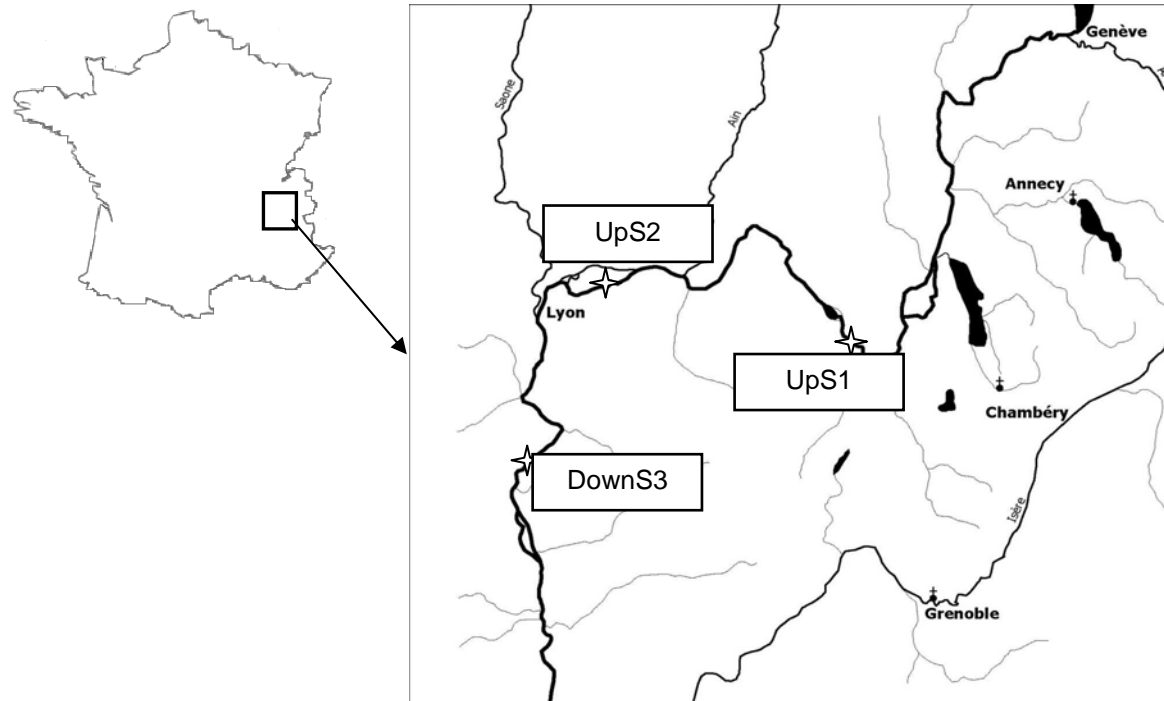 Genève
Saone
Ain
Annecy
UpS2
Lyon
UpS1
Chambéry
DownS3
Isère
Grenoble